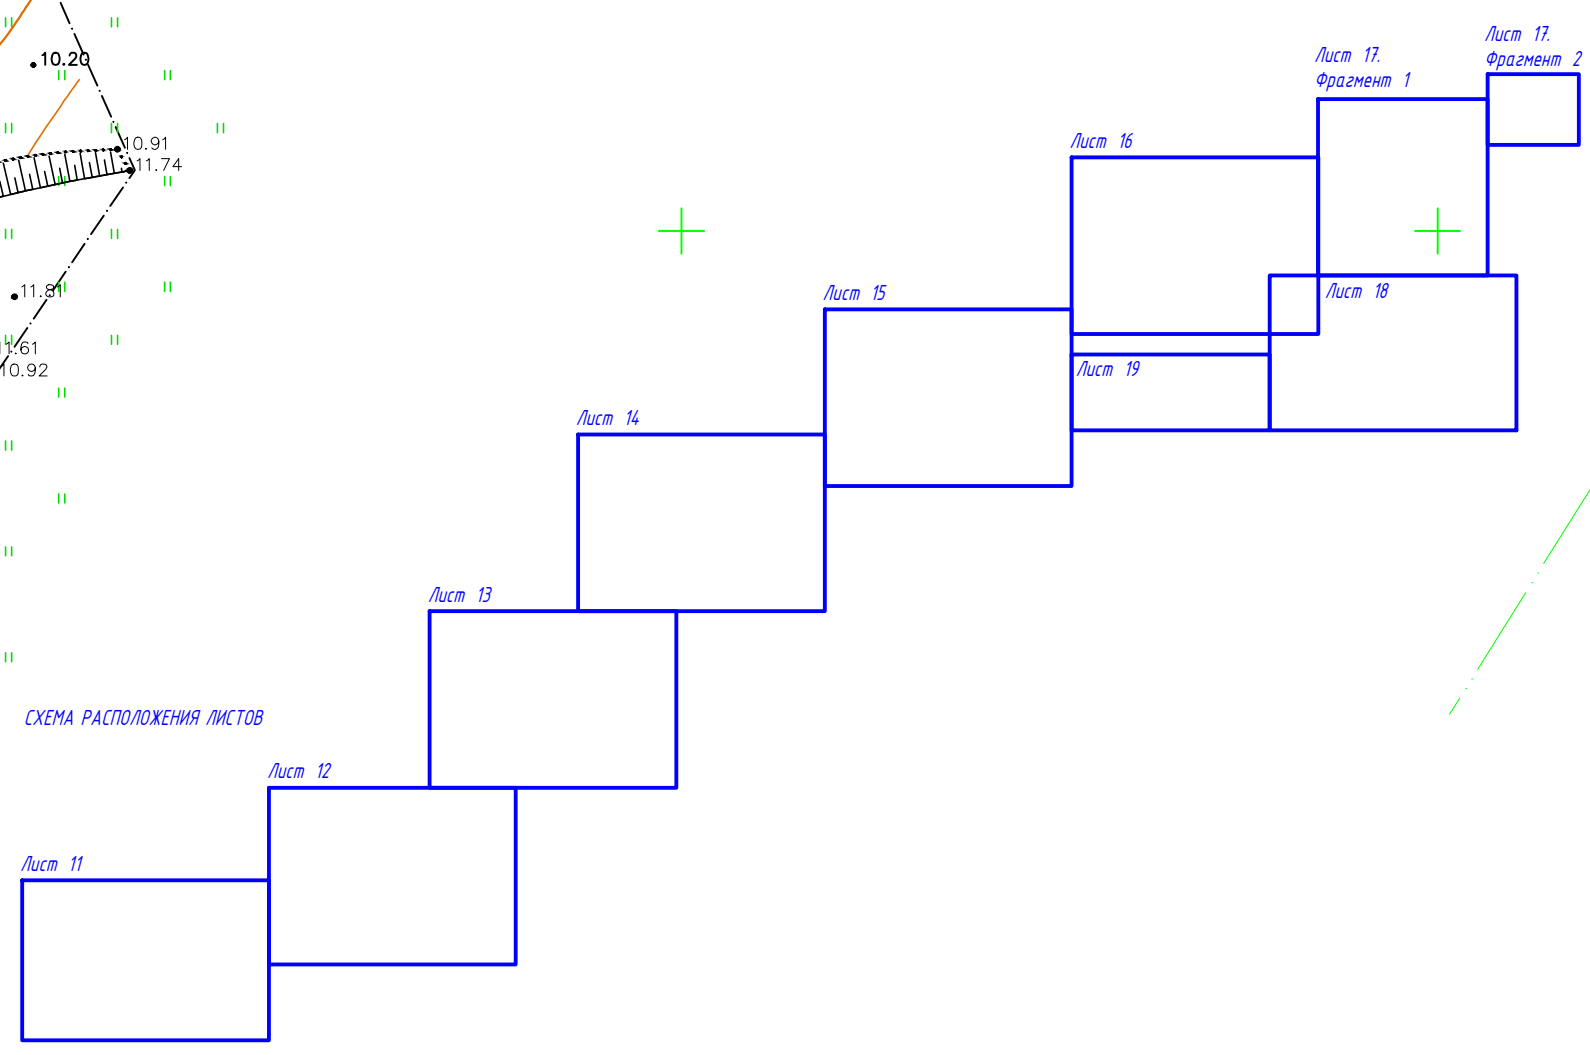 10.20
10.91
11.74
11.81
11.61
10.92
Лист 17.
Фрагмент 2
Лист 17.
Фрагмент 1
Лист 16
Лист 18
Лист 15
Лист 19
Лист 14
Лист 13
СХЕМА РАСПОЛОЖЕНИЯ ЛИСТОВ
Лист 12
Лист 11